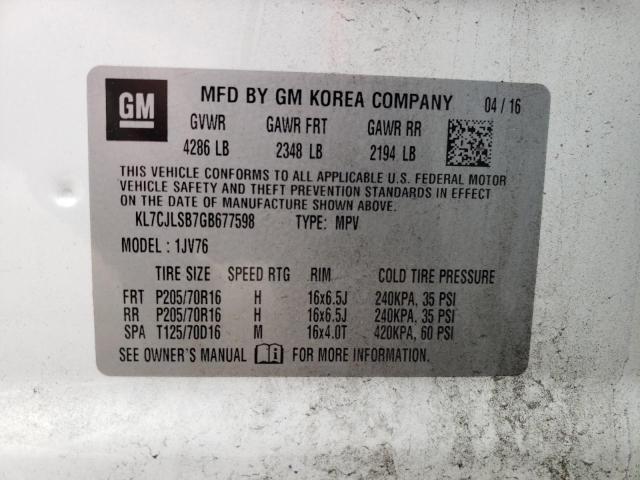 GM MFD BY GM KOREA COMPANY 04/16
GVWR GAWR FRT GAWR RR
4286 LB 2348 LB 2194 LB
THIS VEHICLE CONFORMS TO ALL APPLICABLE U.S. FEDERAL MOTOR
VEHICLE SAFETY AND THEFT PREVENTION STANDARDS IN EFFECT
ON THE DATE OF MANUFACTURE SHOWN ABOVE.
KL7CJLSB7GB677598 TYPE: MPV
MODEL: 1JV76
TIRE SIZE SPEED RTG RIM COLD TIRE PRESSURE
FRT P205/70R16 H 16x6.5J 240KPA, 35 PSI
RR P205/70R16 H 16x6.5J 240KPA, 35 PSI
SPA T125/70D16 M 16x4.0T 420KPA, 60 PSI
SEE OWNER'S MANUAL FOR MORE INFORMATION.